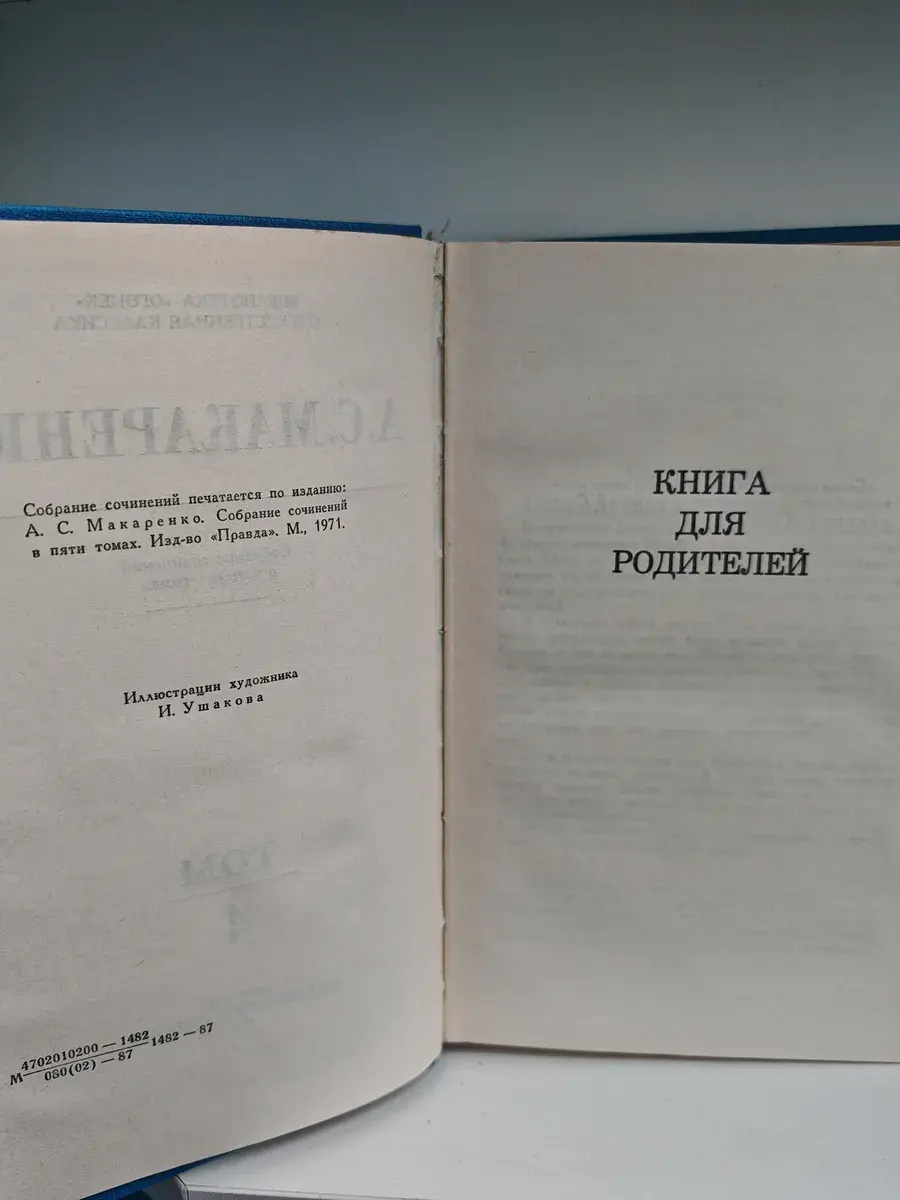 Собрание сочинений печатается по изданию:
А. С. Макаренко. Собрание сочинений
в пяти томах. Изд-во «Правда». М., 1971.
Иллюстрации художника
И. Ушакова
4702010200 — 1482
М 1482 — 87
080(02) — 87
КНИГА
ДЛЯ
РОДИТЕЛЕЙ